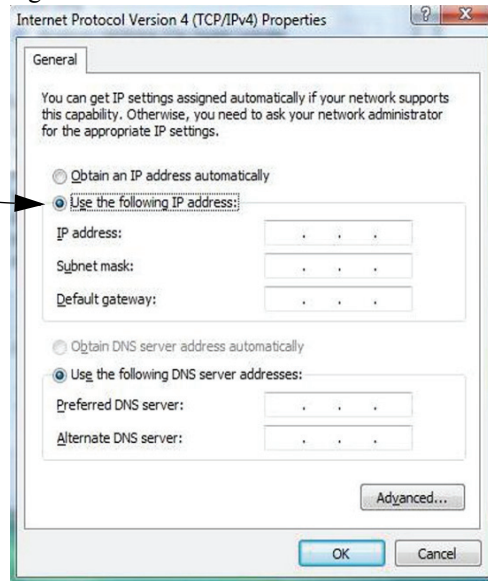 Internet Protocol Version 4 (TCP/IPv4) Properties
General
You can get IP settings assigned automatically if your network supports
this capability. Otherwise, you need to ask your network administrator
for the appropriate IP settings.
Obtain an IP address automatically
Use the following IP address:
IP address:
Subnet mask:
Default gateway:
Obtain DNS server address automatically
Use the following DNS server addresses:
Preferred DNS server:
Alternate DNS server:
Advanced...
OK Cancel